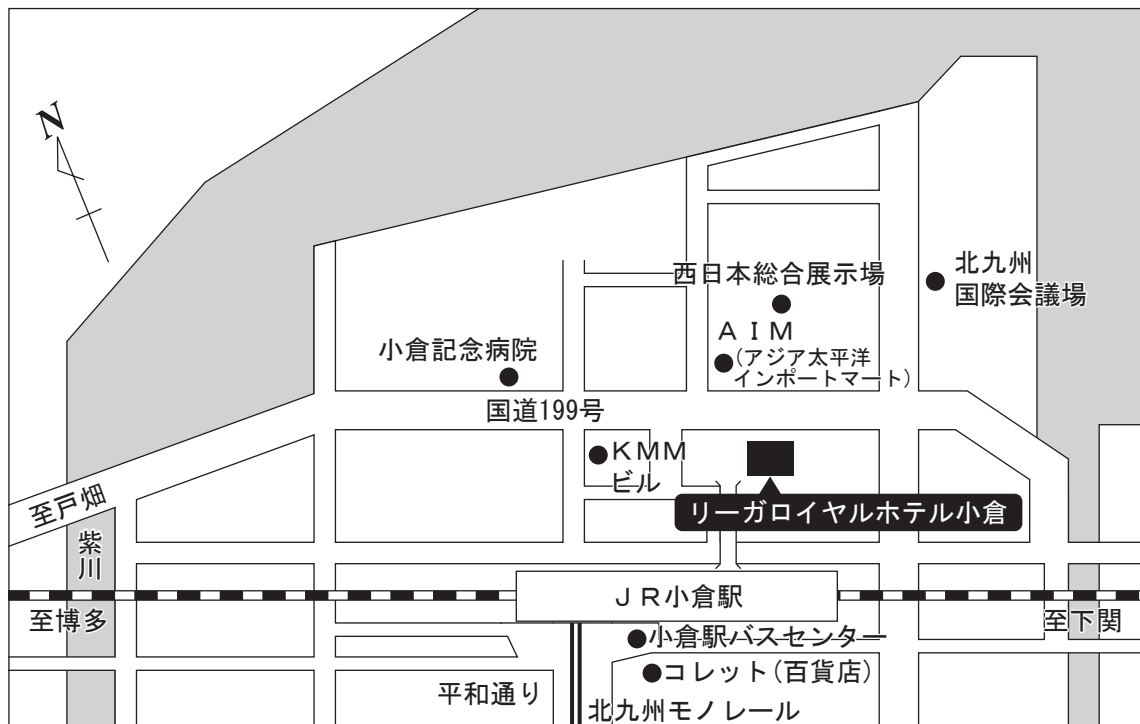 N
北九州
国際会議場
西日本総合展示場
ＡＩＭ
(アジア太平洋
インポートマート)
小倉記念病院
国道199号
ＫＭＭ
ビル
リーガロイヤルホテル小倉
至戸畑
紫川
ＪＲ小倉駅
至博多
至下関
小倉駅バスセンター
コレット(百貨店)
平和通り
北九州モノレール